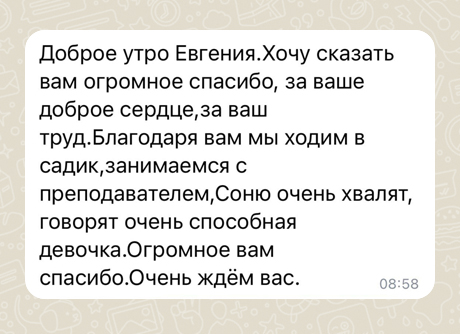 Доброе утро Евгения.Хочу сказать
вам огромное спасибо, за ваше
доброе сердце,за ваш
труд.Благодаря вам мы ходим в
садик,занимаемся с
преподавателем,Соню очень хвалят,
говорят очень способная
девочка.Огромное вам
спасибо.Очень ждём вас.
08:58